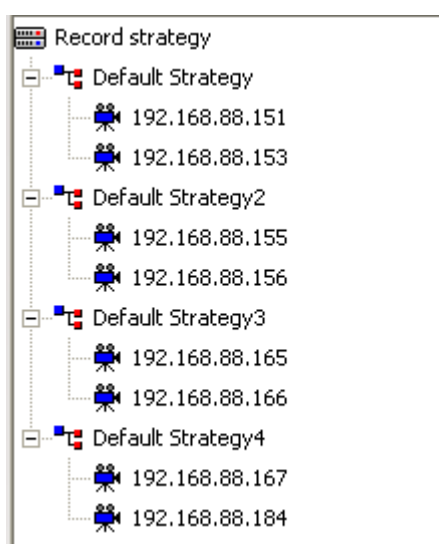 Record strategy
Default Strategy
192.168.88.151
192.168.88.153
Default Strategy2
192.168.88.155
192.168.88.156
Default Strategy3
192.168.88.165
192.168.88.166
Default Strategy4
192.168.88.167
192.168.88.184